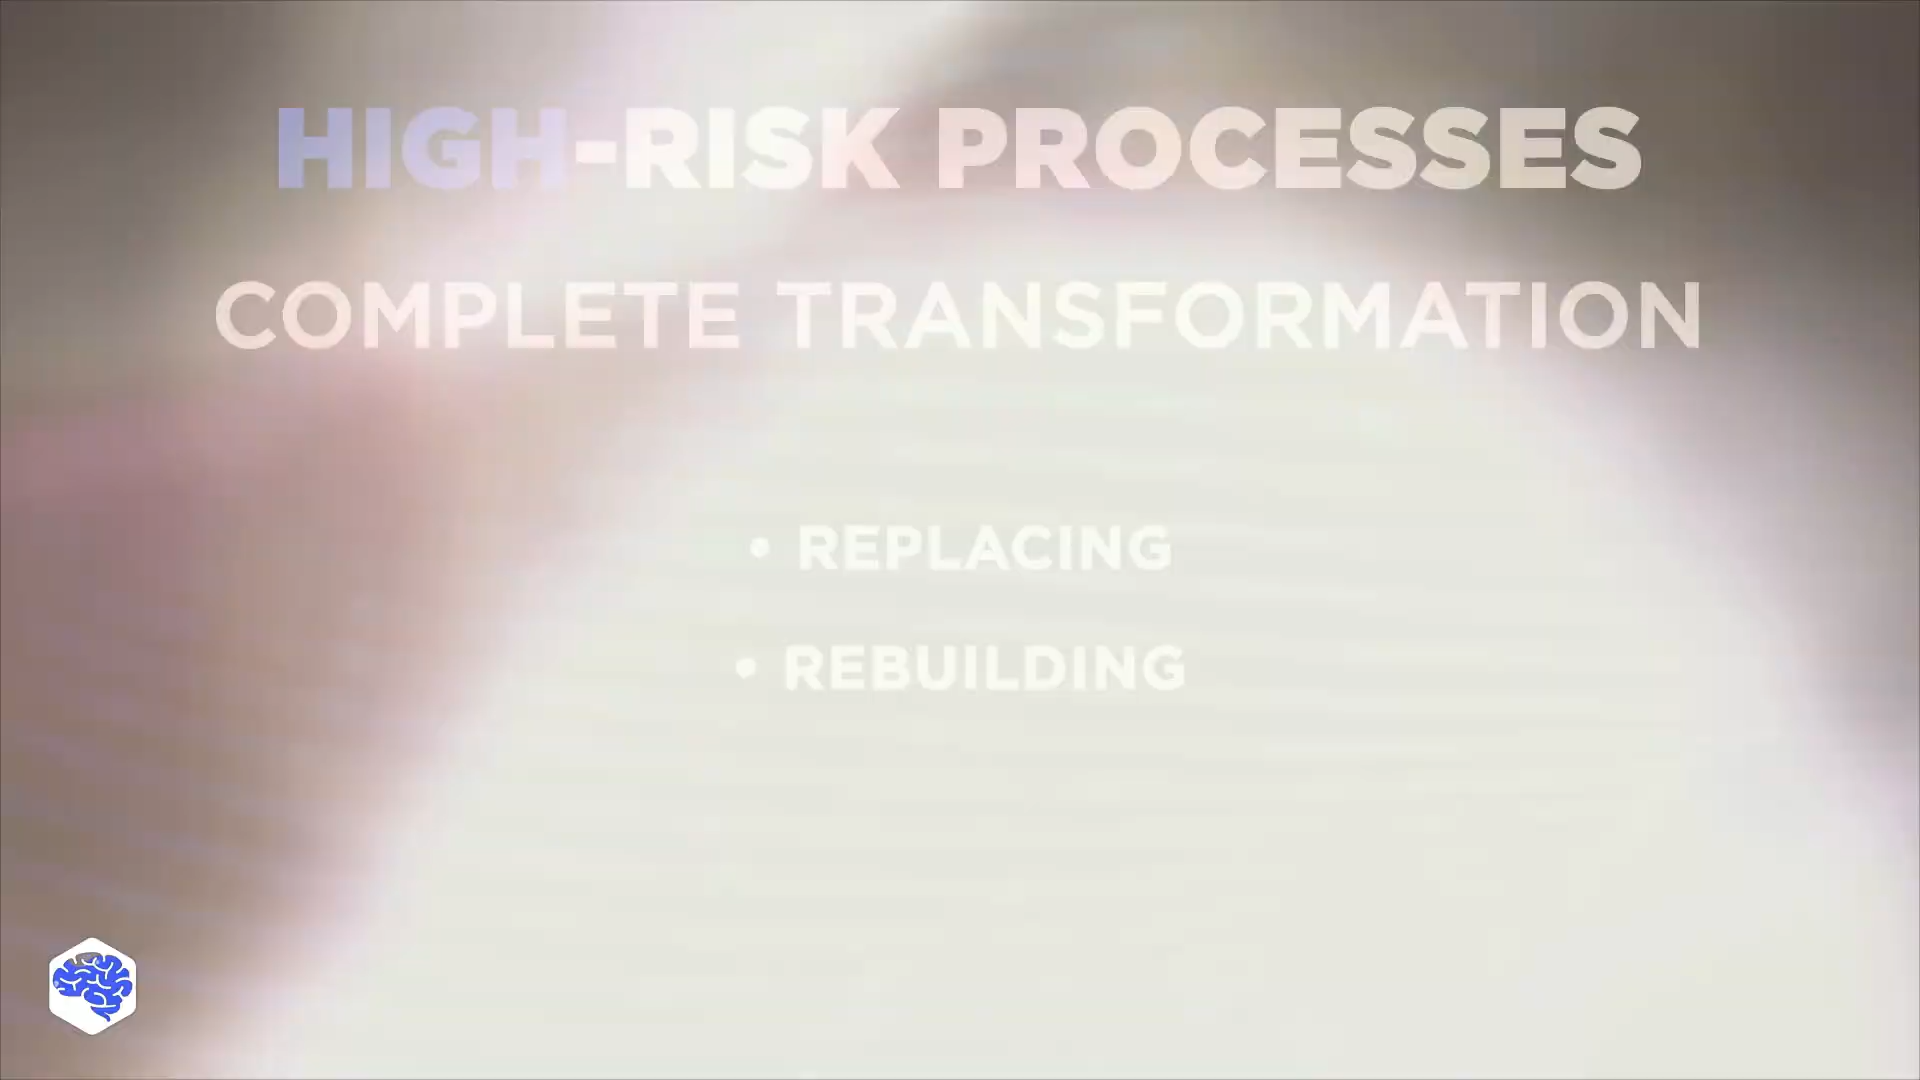 HIGH-RISK PROCESSES
COMPLETE TRANSFORMATION
• REPLACING
• REBUILDING